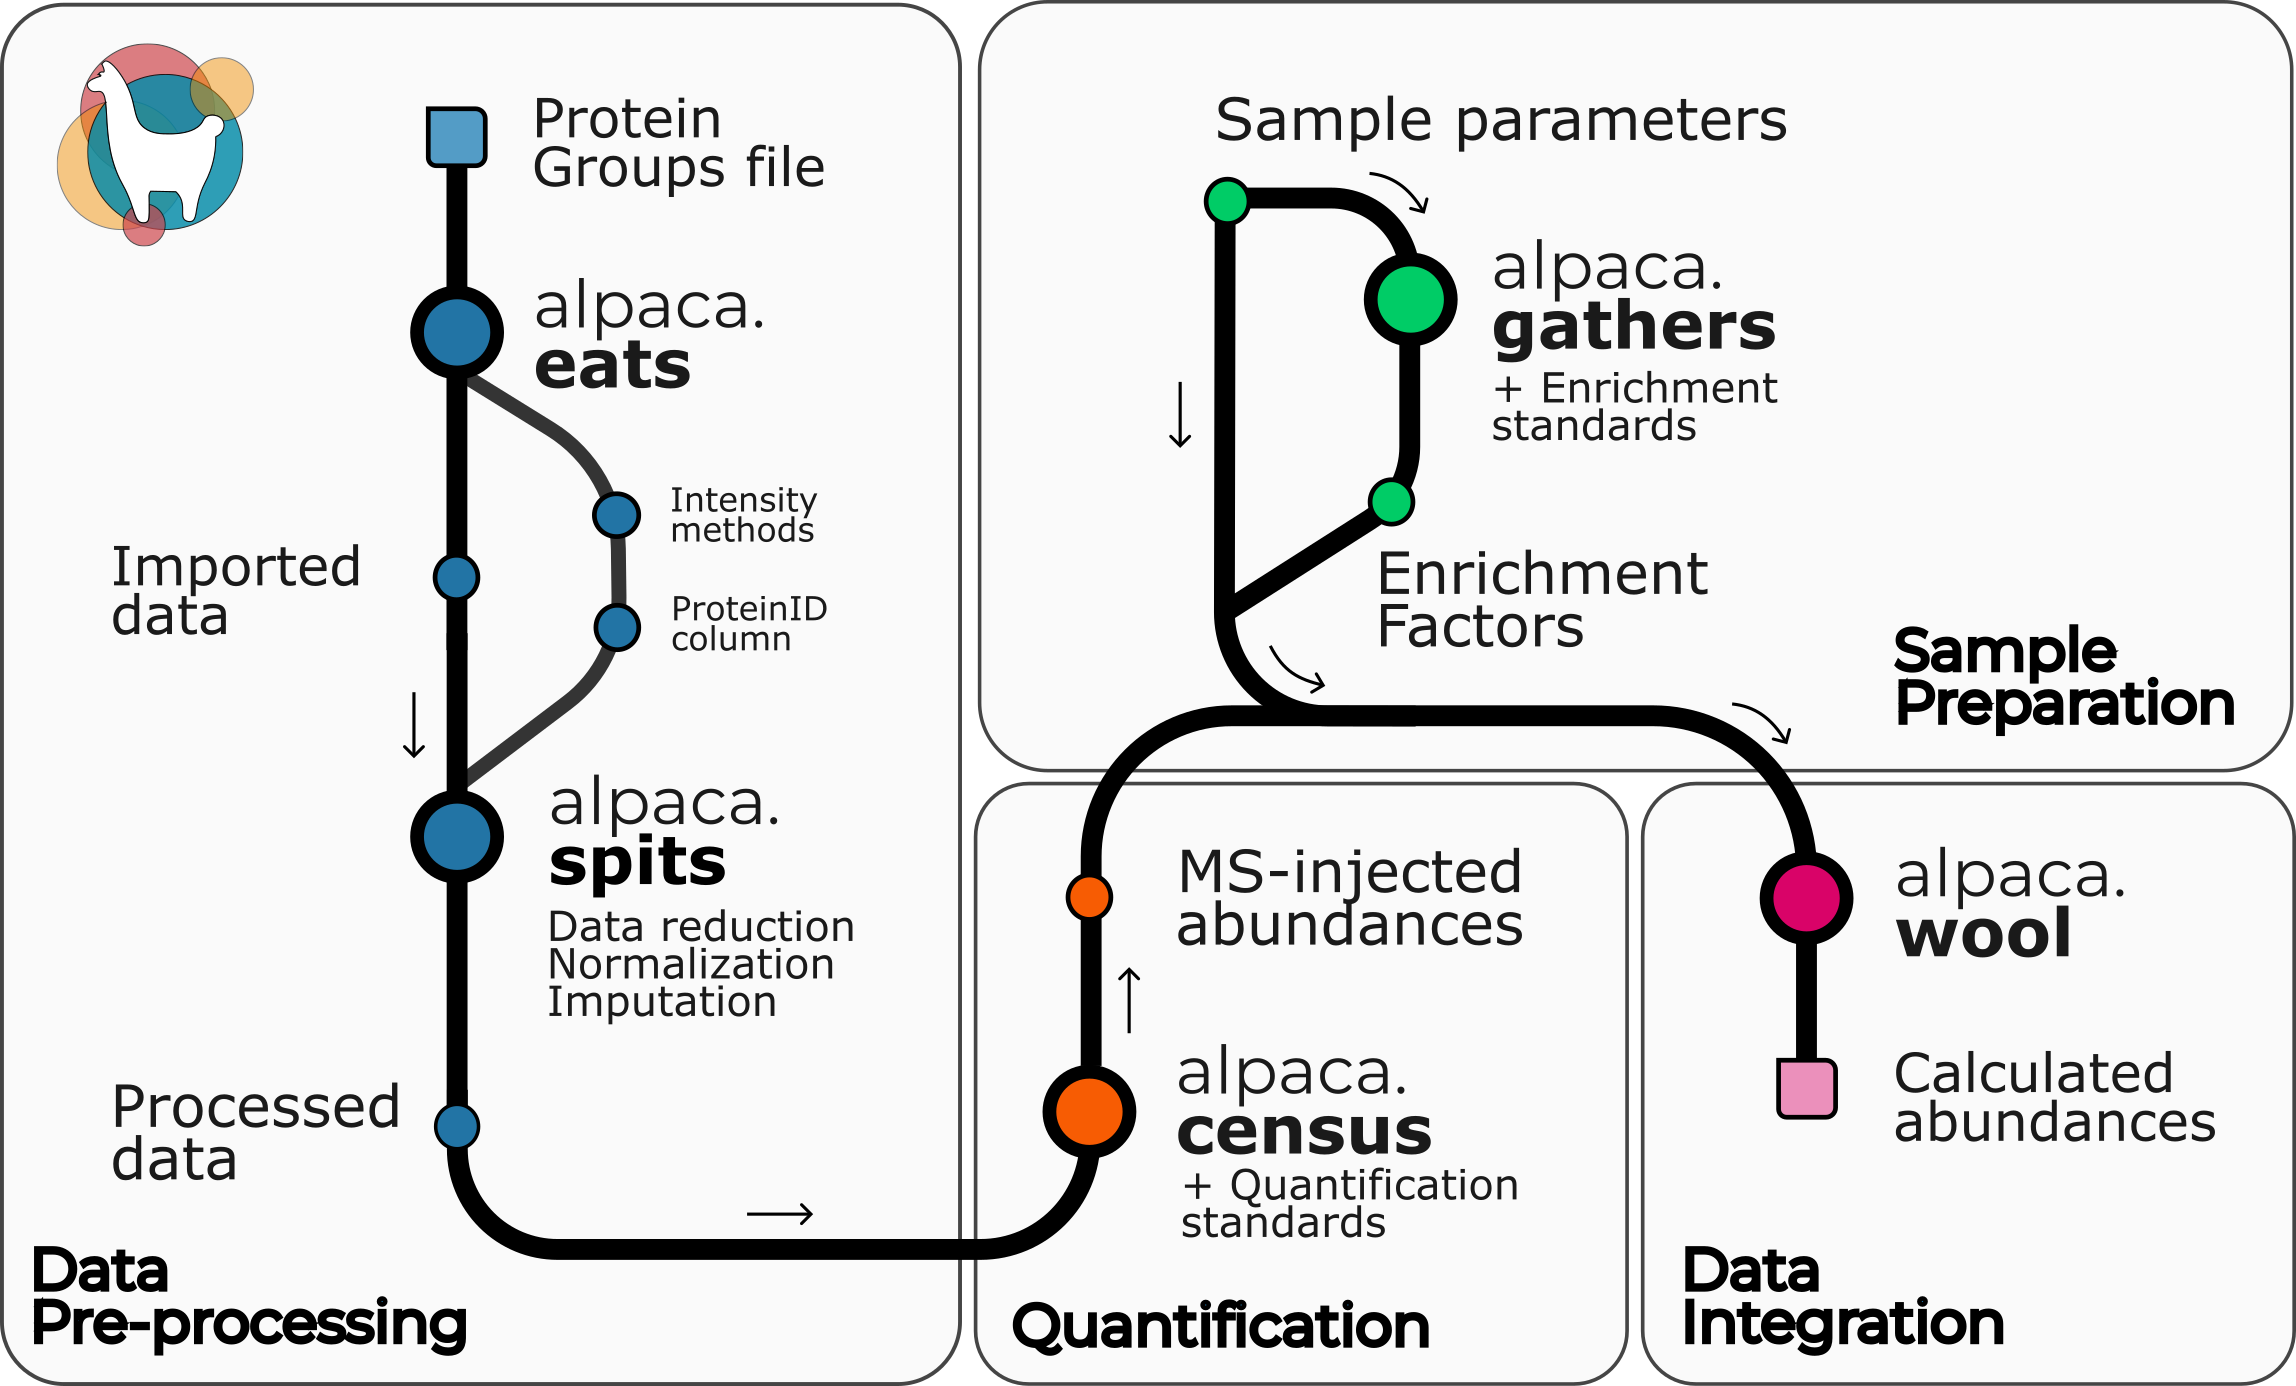 Protein
Groups file
alpaca.
eats
Intensity
methods
Imported
data
ProteinID
column
alpaca.
spits
Data reduction
Normalization
Imputation
Processed
data
Data
Pre-processing
Sample parameters
alpaca.
gathers
+ Enrichment
standards
Enrichment
Factors
Sample
Preparation
MS-injected
abundances
alpaca.
census
+ Quantification
standards
Quantification
alpaca.
wool
Calculated
abundances
Data
Integration